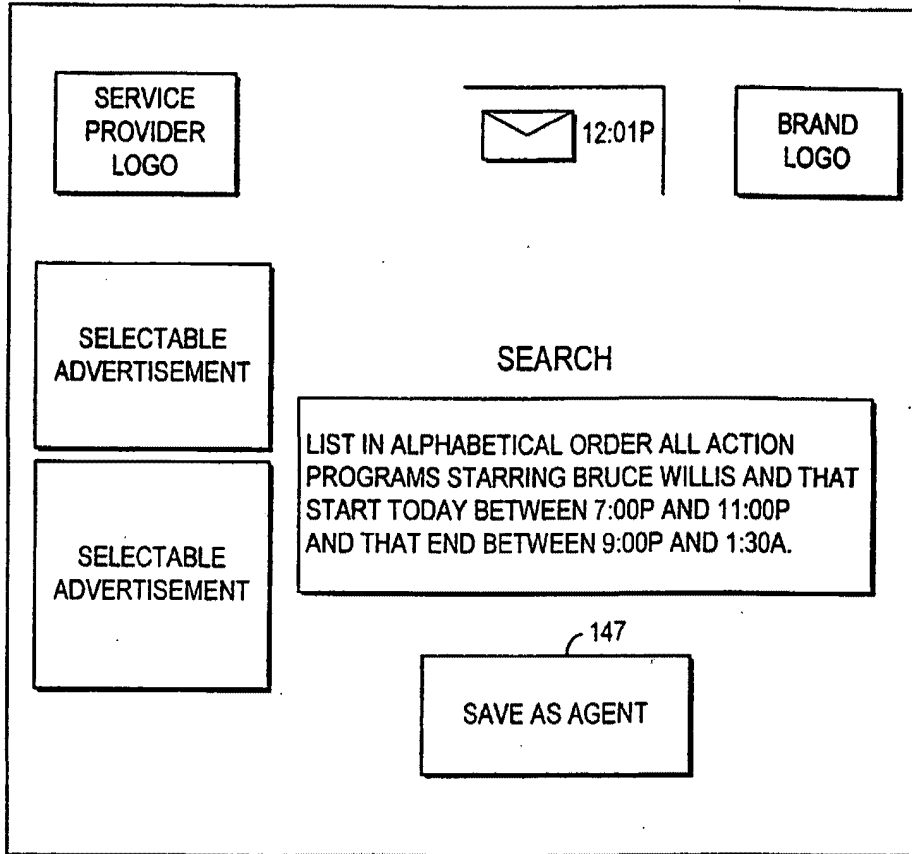 SERVICE
PROVIDER
LOGO
12:01P
BRAND
LOGO
SELECTABLE
ADVERTISEMENT
SEARCH
LIST IN ALPHABETICAL ORDER ALL ACTION
PROGRAMS STARRING BRUCE WILLIS AND THAT
START TODAY BETWEEN 7:00P AND 11:00P
AND THAT END BETWEEN 9:00P AND 1:30A.
SELECTABLE
ADVERTISEMENT
147
SAVE AS AGENT